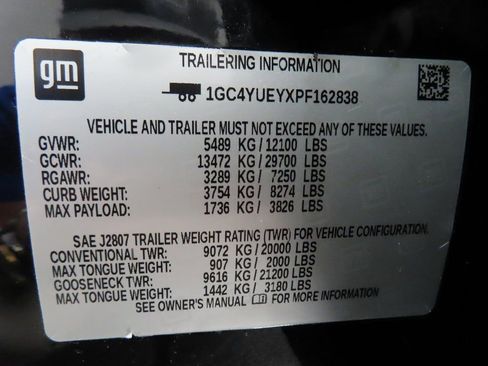 gm
TRAILERING INFORMATION
1GC4YUEYXPF162838
VEHICLE AND TRAILER MUST NOT EXCEED ANY OF THESE VALUES.
GVWR: 5489 KG / 12100 LBS
GCWR: 13472 KG / 29700 LBS
RGAWR: 3289 KG / 7250 LBS
CURB WEIGHT: 3754 KG / 8274 LBS
MAX PAYLOAD: 1736 KG / 3826 LBS
SAE J2807 TRAILER WEIGHT RATING (TWR) FOR VEHICLE CONFIGURATION.
CONVENTIONAL TWR: 9072 KG / 20000 LBS
MAX TONGUE WEIGHT: 907 KG / 2000 LBS
GOOSENECK TWR: 9616 KG / 21200 LBS
MAX TONGUE WEIGHT: 1442 KG / 3180 LBS
SEE OWNER'S MANUAL FOR MORE INFORMATION